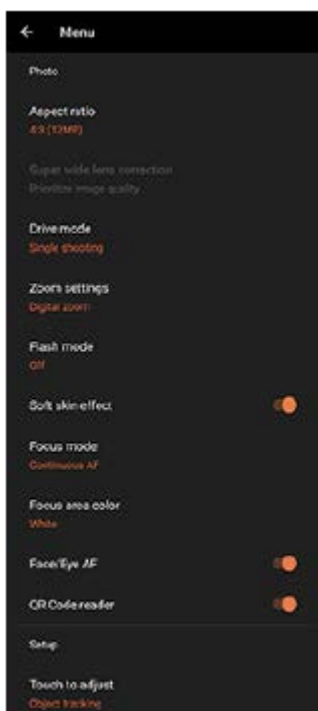 Menu
Photo
Aspect ratio
4:3 (12MP)
Super wide lens correction
Prioritize image quality
Drive mode
Single shooting
Zoom settings
Digital zoom
Flash mode
Off
Soft skin effect
Focus mode
Continuous AF
Focus area color
White
Face/Eye AF
QR Code reader
Setup
Touch to adjust
Object tracking